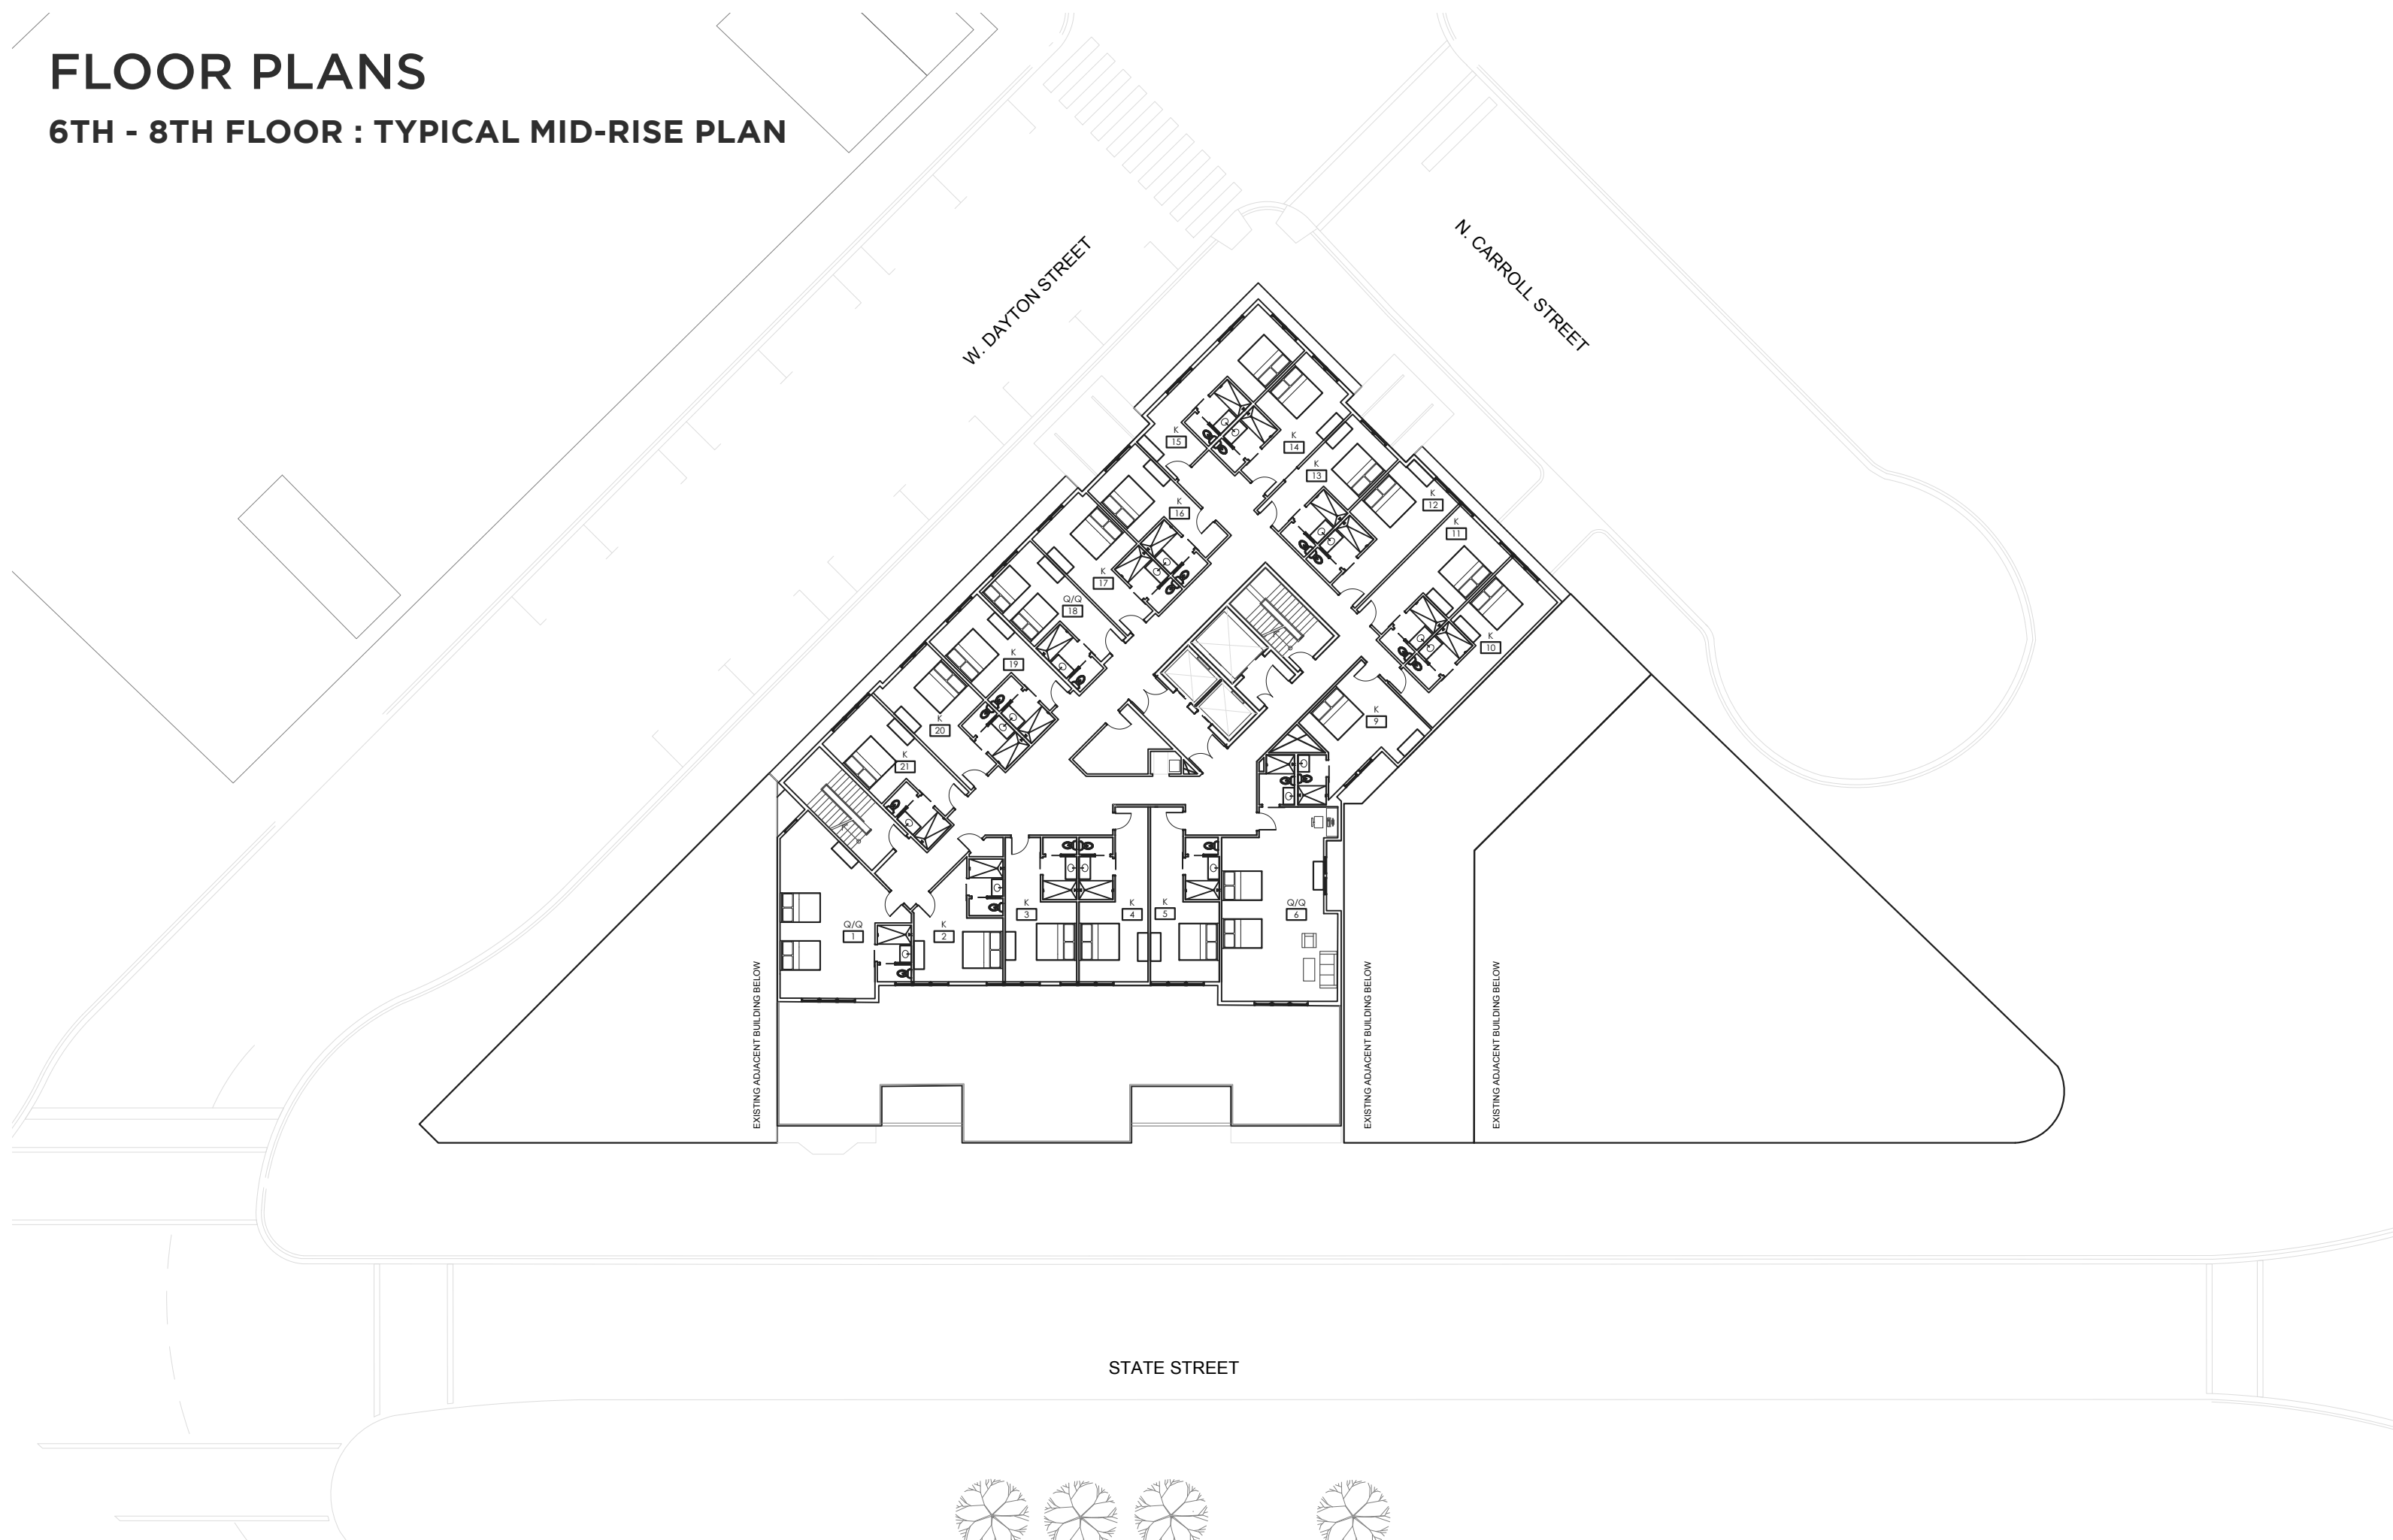 FLOOR PLANS
6TH - 8TH FLOOR : TYPICAL MID-RISE PLAN
W. DAYTON STREET
N. CARROLL STREET
K
15
K
14
K
13
K
12
K
11
K
10
K
9
K
16
K
17
Q/Q
18
K
19
K
20
K
21
Q/Q
1
K
2
K
3
K
4
K
5
Q/Q
6
EXISTING ADJACENT BUILDING BELOW
EXISTING ADJACENT BUILDING BELOW
EXISTING ADJACENT BUILDING BELOW
STATE STREET